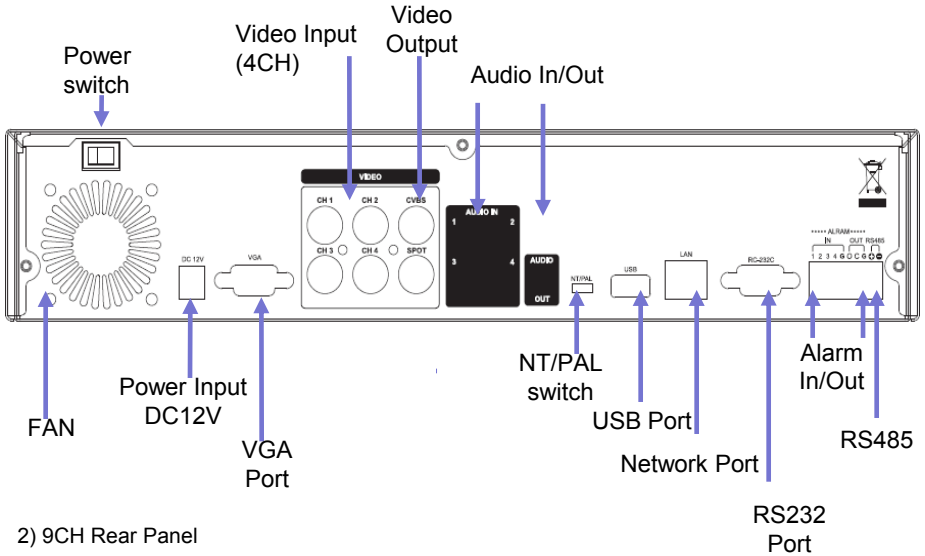 Video Input
(4CH)
Video
Output
Power
switch
Audio In/Out
VIDEO
CH 1
CH 2
CVBS
CH 3
CH 4
SPOT
AUDIO IN
1
2
3
4
AUDIO
OUT
DC 12V
VGA
NT/PAL
USB
LAN
RC-232C
••••• ALRAM•••••
IN
OUT
RS485
1 2 3 4 G O C G
FAN
Power Input
DC12V
VGA
Port
NT/PAL
switch
USB Port
Network Port
RS232
Port
Alarm
In/Out
RS485
2) 9CH Rear Panel